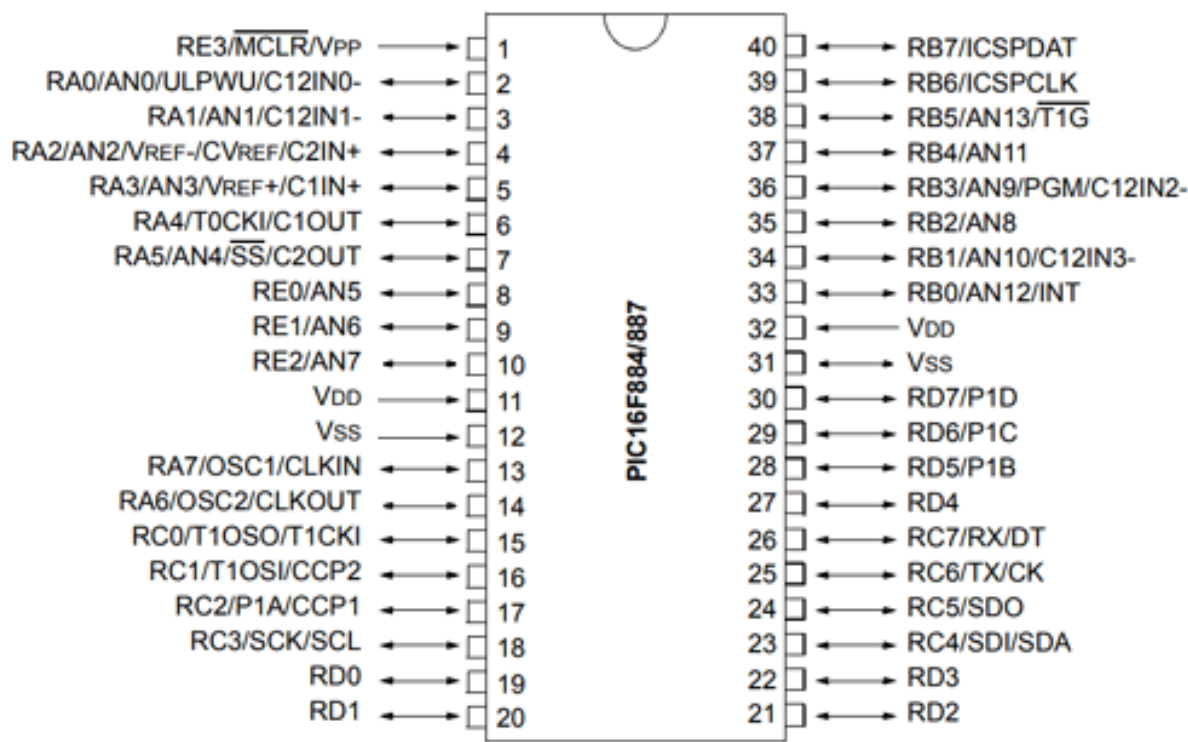 RE3/MCLR/VPP 1
RA0/AN0/ULPWU/C12IN0- 2
RA1/AN1/C12IN1- 3
RA2/AN2/VREF-/CVREF/C2IN+ 4
RA3/AN3/VREF+/C1IN+ 5
RA4/T0CKI/C1OUT 6
RA5/AN4/SS/C2OUT 7
RE0/AN5 8
RE1/AN6 9
RE2/AN7 10
VDD 11
VSS 12
RA7/OSC1/CLKIN 13
RA6/OSC2/CLKOUT 14
RC0/T1OSO/T1CKI 15
RC1/T1OSI/CCP2 16
RC2/P1A/CCP1 17
RC3/SCK/SCL 18
RD0 19
RD1 20
PIC16F884/887
40 RB7/ICSPDAT
39 RB6/ICSPCLK
38 RB5/AN13/T1G
37 RB4/AN11
36 RB3/AN9/PGM/C12IN2-
35 RB2/AN8
34 RB1/AN10/C12IN3-
33 RB0/AN12/INT
32 VDD
31 VSS
30 RD7/P1D
29 RD6/P1C
28 RD5/P1B
27 RD4
26 RC7/RX/DT
25 RC6/TX/CK
24 RC5/SDO
23 RC4/SDI/SDA
22 RD3
21 RD2